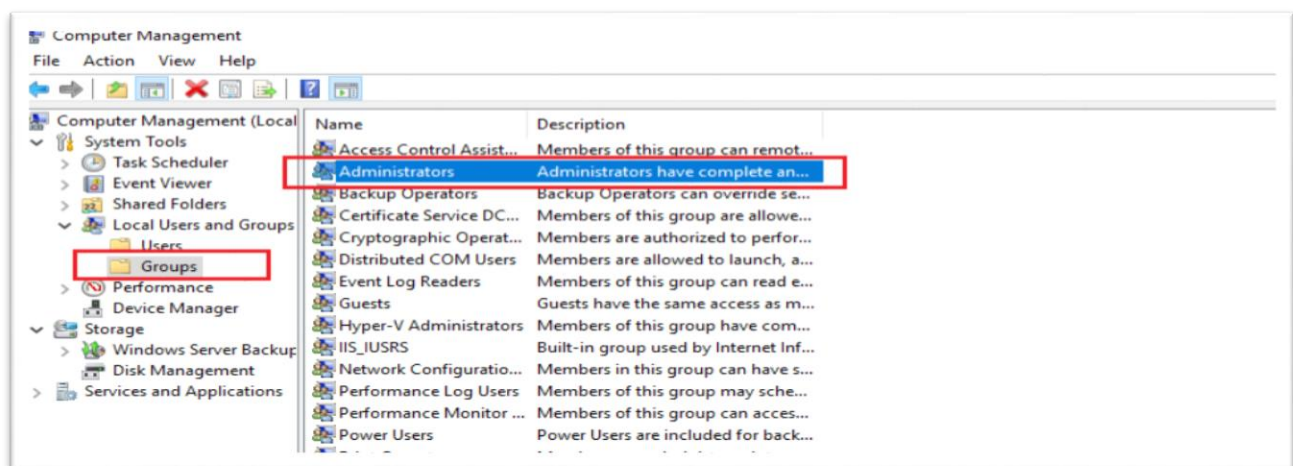 Computer Management
File Action View Help
Computer Management (Local
System Tools
Task Scheduler
Event Viewer
Shared Folders
Local Users and Groups
Users
Groups
Performance
Device Manager
Storage
Windows Server Backup
Disk Management
Services and Applications
Name Description
Access Control Assist... Members of this group can remot...
Administrators Administrators have complete an...
Backup Operators Backup Operators can override se...
Certificate Service DC... Members of this group are allowe...
Cryptographic Operat... Members are authorized to perfor...
Distributed COM Users Members are allowed to launch, a...
Event Log Readers Members of this group can read e...
Guests Guests have the same access as m...
Hyper-V Administrators Members of this group have com...
IIS_IUSRS Built-in group used by Internet Inf...
Network Configuratio... Members in this group can have s...
Performance Log Users Members of this group may sche...
Performance Monitor ... Members of this group can acces...
Power Users Power Users are included for back...